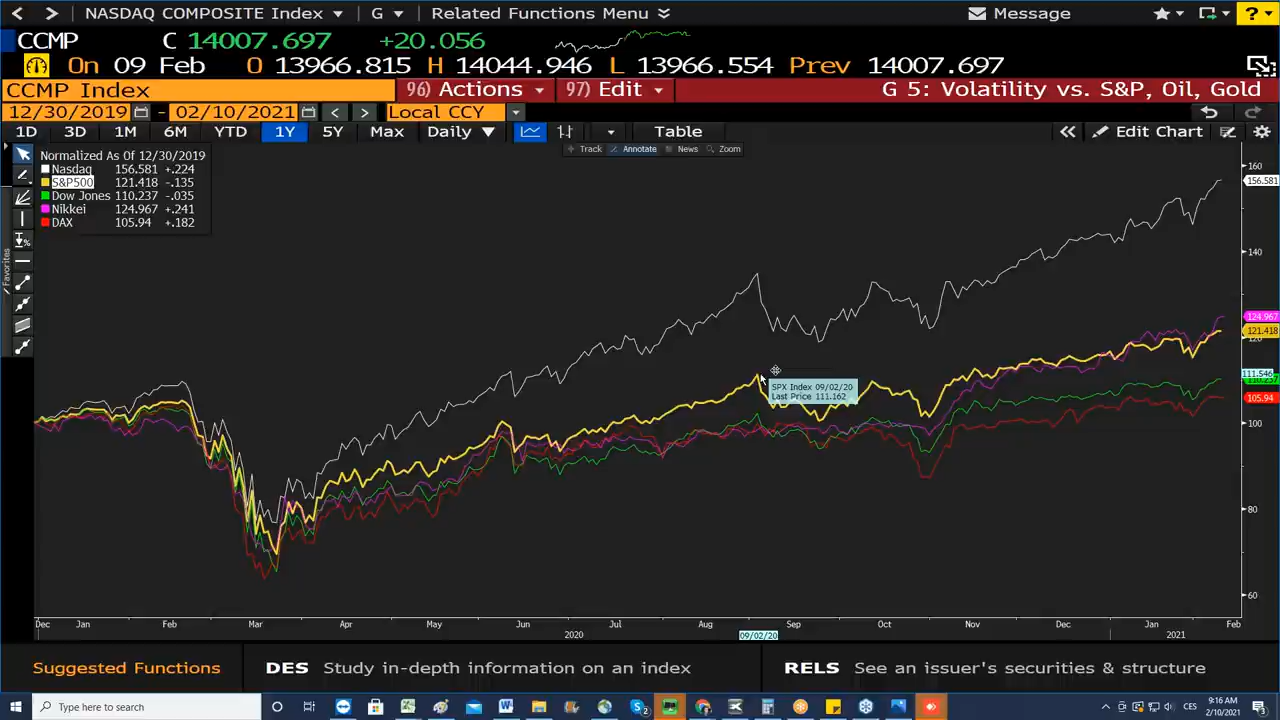 NASDAQ COMPOSITE Index G Related Functions Menu Message ?
CCMP C 14007.697 +20.056
On 09 Feb O 13966.815 H 14044.946 L 13966.554 Prev 14007.697
CCMP Index 96) Actions 97) Edit G 5: Volatility vs. S&P, Oil, Gold
12/30/2019 - 02/10/2021 Local CCY
1D 3D 1M 6M YTD 1Y 5Y Max Daily Table Edit Chart
Track Annotate News Zoom
Normalized As Of 12/30/2019
Nasdaq 156.581 +.224
S&P500 121.418 -.135
Dow Jones 110.237 -.035
Nikkei 124.967 +.241
DAX 105.94 +.182
Favorites
160
156.581
140
124.967
121.418
120
111.546
110.237
105.94
100
80
60
SPX Index 09/02/20
Last Price 111.162
Dec Jan Feb Mar Apr May Jun Jul Aug Sep Oct Nov Dec Jan Feb
2020 09/02/20 2021
Suggested Functions DES Study in-depth information on an index RELS See an issuer's securities & structure
Type here to search
CES 9:16 AM
2/10/2021